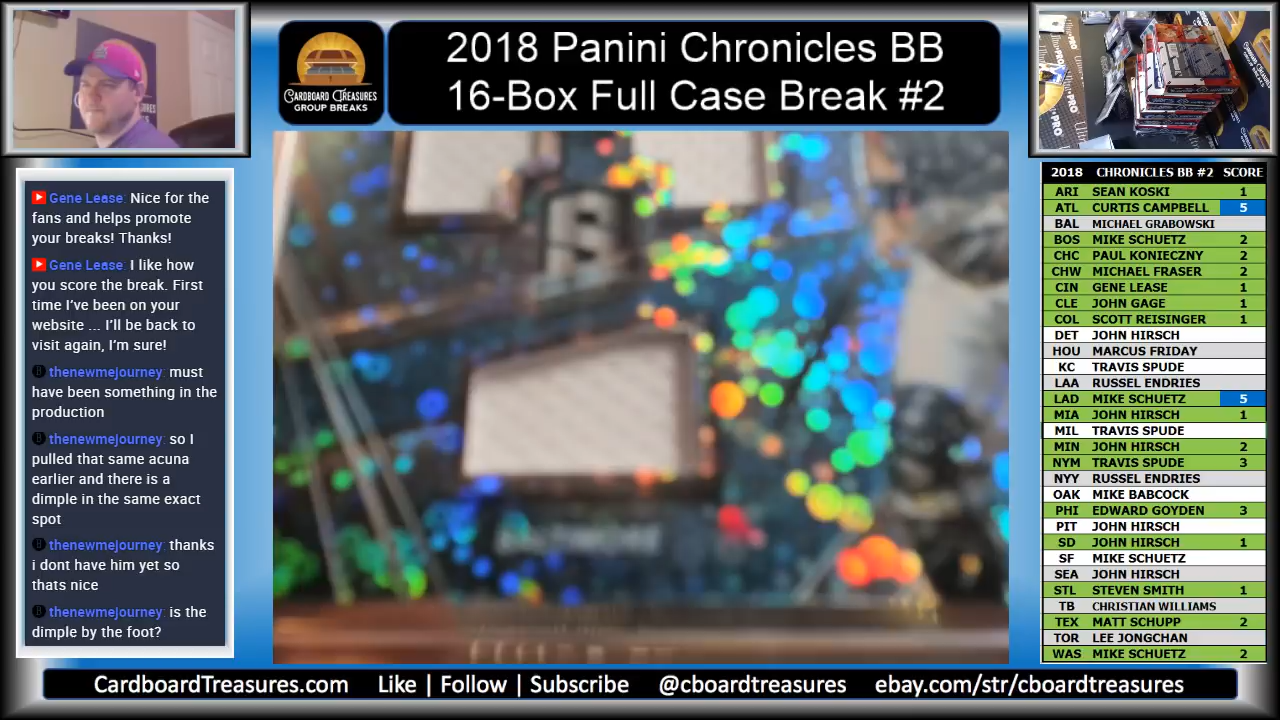 2018 Panini Chronicles BB
16-Box Full Case Break #2
CARDBOARD TREASURES
GROUP BREAKS
Gene Lease: Nice for the
fans and helps promote
your breaks! Thanks!
Gene Lease: I like how
you score the break. First
time I've been on your
website ... I'll be back to
visit again, I'm sure!
thenewmejourney: must
have been something in the
production
thenewmejourney: so I
pulled that same acuna
earlier and there is a
dimple in the same exact
spot
thenewmejourney: thanks
i dont have him yet so
thats nice
thenewmejourney: is the
dimple by the foot?
2018 CHRONICLES BB #2 SCORE
ARI SEAN KOSKI 1
ATL CURTIS CAMPBELL 5
BAL MICHAEL GRABOWSKI
BOS MIKE SCHUETZ 2
CHC PAUL KONIECZNY 2
CHW MICHAEL FRASER 2
CIN GENE LEASE 1
CLE JOHN GAGE 1
COL SCOTT REISINGER 1
DET JOHN HIRSCH
HOU MARCUS FRIDAY
KC TRAVIS SPUDE
LAA RUSSEL ENDRIES
LAD MIKE SCHUETZ 5
MIA JOHN HIRSCH 1
MIL TRAVIS SPUDE
MIN JOHN HIRSCH 2
NYM TRAVIS SPUDE 3
NYY RUSSEL ENDRIES
OAK MIKE BABCOCK
PHI EDWARD GOYDEN 3
PIT JOHN HIRSCH
SD JOHN HIRSCH 1
SF MIKE SCHUETZ
SEA JOHN HIRSCH
STL STEVEN SMITH 1
TB CHRISTIAN WILLIAMS
TEX MATT SCHUPP 2
TOR LEE JONGCHAN
WAS MIKE SCHUETZ 2
CardboardTreasures.com Like | Follow | Subscribe @cboardtreasures ebay.com/str/cboardtreasures